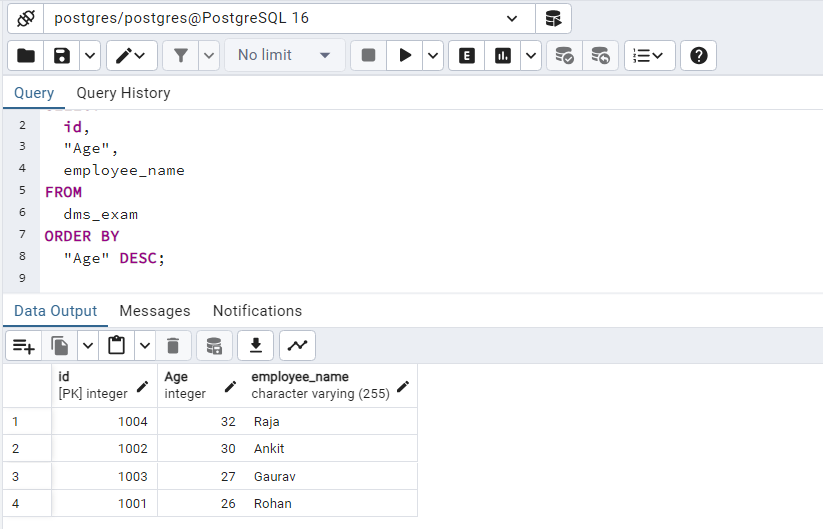 postgres/postgres@PostgreSQL 16
No limit
E
Query Query History
2 id,
3 "Age",
4 employee_name
5 FROM
6 dms_exam
7 ORDER BY
8 "Age" DESC;
9
Data Output Messages Notifications
id Age employee_name
[PK] integer integer character varying (255)
1 1004 32 Raja
2 1002 30 Ankit
3 1003 27 Gaurav
4 1001 26 Rohan